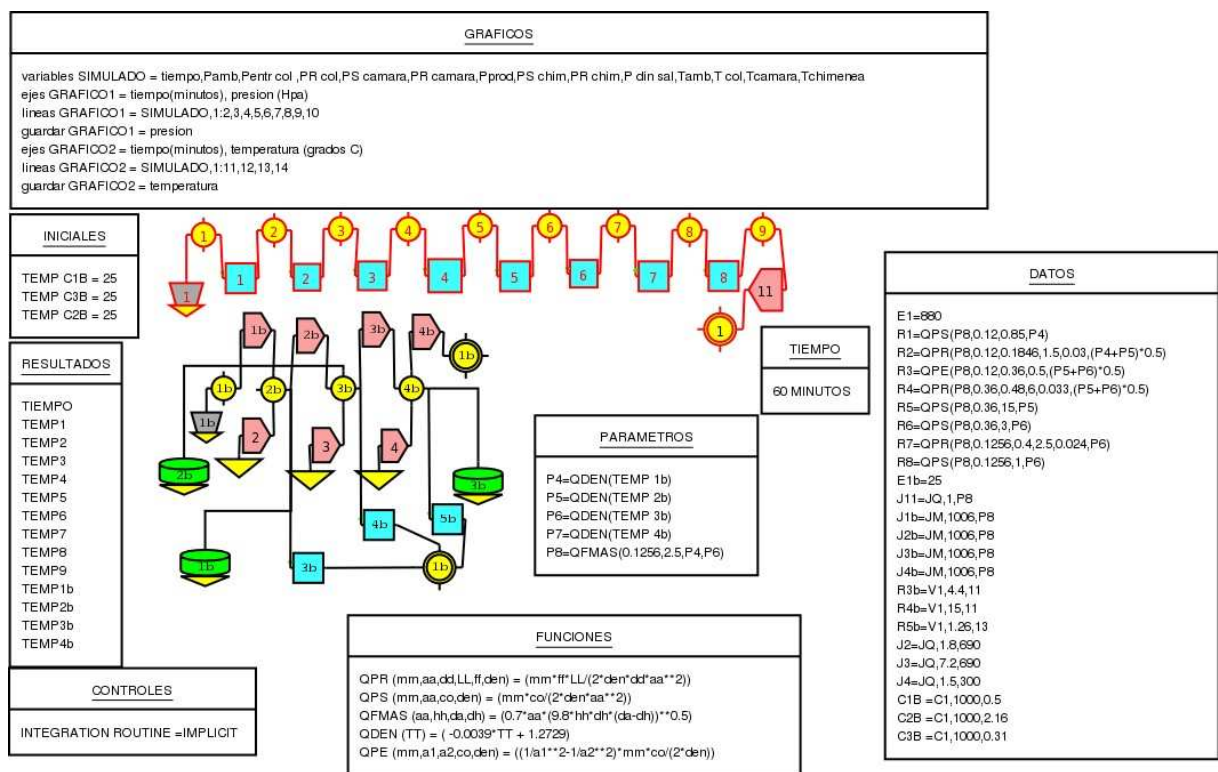 GRAFICOS
variables SIMULADO = tiempo,Pamb,Pentr col ,PR col,PS camara,PR camara,Pprod,PS chim,PR chim,P din sal,Tamb,T col,Tcamara,Tchimenea
ejes GRAFICO1 = tiempo(minutos), presion (Hpa)
lineas GRAFICO1 = SIMULADO,1:2,3,4,5,6,7,8,9,10
guardar GRAFICO1 = presion
ejes GRAFICO2 = tiempo(minutos), temperatura (grados C)
lineas GRAFICO2 = SIMULADO,1:11,12,13,14
guardar GRAFICO2 = temperatura
INICIALES
TEMP C1B = 25
TEMP C3B = 25
TEMP C2B = 25
RESULTADOS
TIEMPO
TEMP1
TEMP2
TEMP3
TEMP4
TEMP5
TEMP6
TEMP7
TEMP8
TEMP9
TEMP1b
TEMP2b
TEMP3b
TEMP4b
CONTROLES
INTEGRATION ROUTINE =IMPLICIT
1 2 3 4 5 6 7 8 9
1 1 2 3 4 5 6 7 8 11
1
1b 2b 3b 4b 1b
1b 2b 3b 4b
1b 2 3 4
2b 3b
4b 5b
1b 3b 1b
TIEMPO
60 MINUTOS
PARAMETROS
P4=QDEN(TEMP 1b)
P5=QDEN(TEMP 2b)
P6=QDEN(TEMP 3b)
P7=QDEN(TEMP 4b)
P8=QFMAS(0.1256,2.5,P4,P6)
FUNCIONES
QPR (mm,aa,dd,LL,ff,den) = (mm*ff*LL/(2*den*dd*aa**2))
QPS (mm,aa,co,den) = (mm*co/(2*den*aa**2))
QFMAS (aa,hh,da,dh) = (0.7*aa*(9.8*hh*dh*(da-dh))**0.5)
QDEN (TT) = ( -0.0039*TT + 1.2729)
QPE (mm,a1,a2,co,den) = ((1/a1**2-1/a2**2)*mm*co/(2*den))
DATOS
E1=880
R1=QPS(P8,0.12,0.85,P4)
R2=QPR(P8,0.12,0.1846,1.5,0.03,(P4+P5)*0.5)
R3=QPE(P8,0.12,0.36,0.5,(P5+P6)*0.5)
R4=QPR(P8,0.36,0.48,6,0.033,(P5+P6)*0.5)
R5=QPS(P8,0.36,15,P5)
R6=QPS(P8,0.36,3,P6)
R7=QPR(P8,0.1256,0.4,2.5,0.024,P6)
R8=QPS(P8,0.1256,1,P6)
E1b=25
J11=JQ,1,P8
J1b=JM,1006,P8
J2b=JM,1006,P8
J3b=JM,1006,P8
J4b=JM,1006,P8
R3b=V1,4.4,11
R4b=V1,15,11
R5b=V1,1.26,13
J2=JQ,1.8,690
J3=JQ,7.2,690
J4=JQ,1.5,300
C1B =C1,1000,0.5
C2B =C1,1000,2.16
C3B =C1,1000,0.31